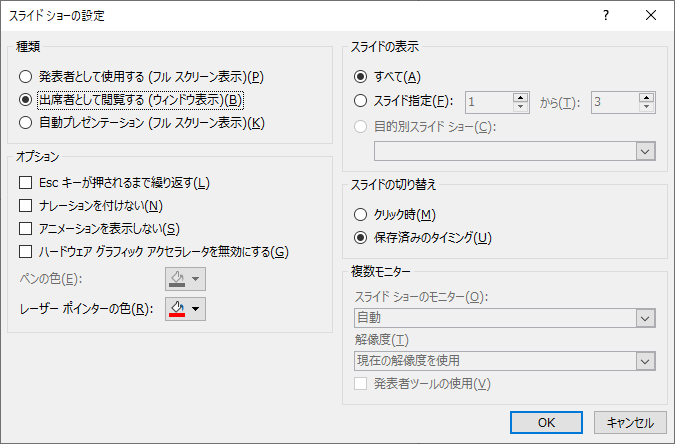 スライド ショーの設定
種類
発表者として使用する (フル スクリーン表示)(P)
出席者として閲覧する (ウィンドウ表示)(B)
自動プレゼンテーション (フル スクリーン表示)(K)
オプション
Esc キーが押されるまで繰り返す(L)
ナレーションを付けない(N)
アニメーションを表示しない(S)
ハードウェア グラフィック アクセラレータを無効にする(G)
ペンの色(E):
レーザー ポインターの色(R):
スライドの表示
すべて(A)
スライド指定(F): 1 から(T): 3
目的別スライド ショー(C):
スライドの切り替え
クリック時(M)
保存済みのタイミング(U)
複数モニター
スライド ショーのモニター(O):
自動
解像度(T)
現在の解像度を使用
発表者ツールの使用(V)
OK キャンセル